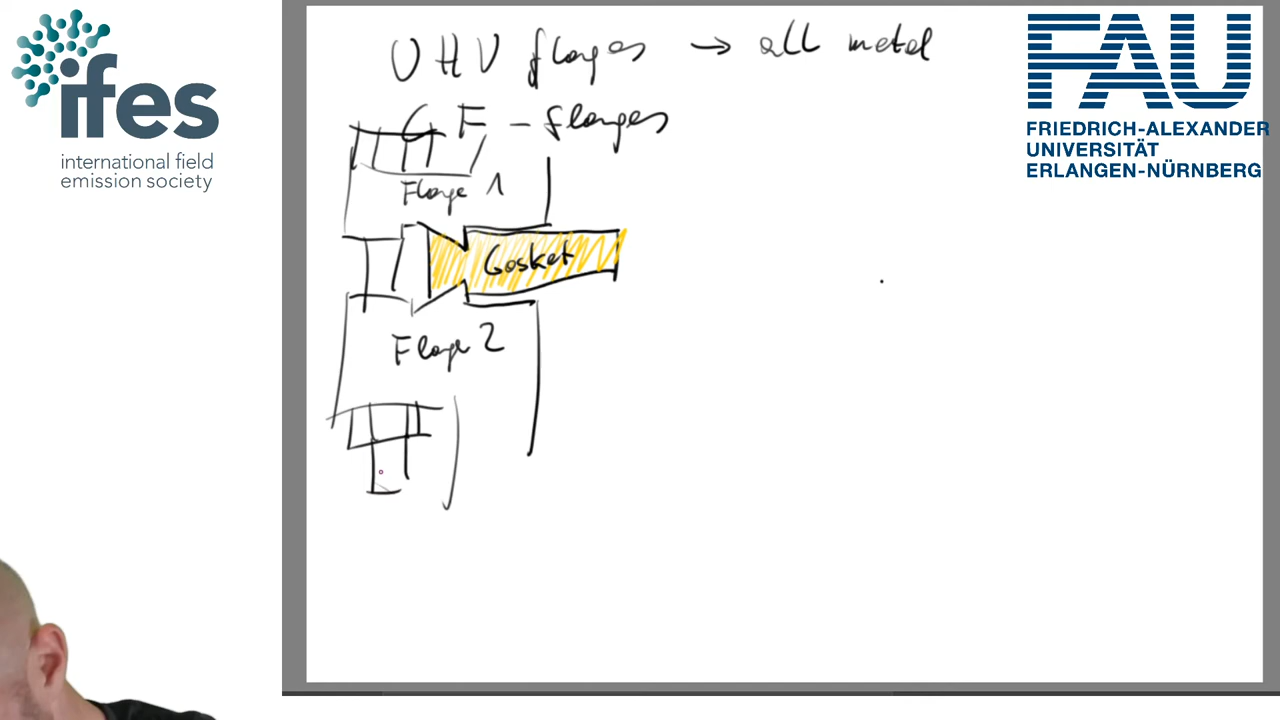 ifes
international field
emission society
UHV flanges → all metal
CF - flanges
Flange 1
Gasket
Flange 2
FAU
FRIEDRICH-ALEXANDER
UNIVERSITÄT
ERLANGEN-NÜRNBERG